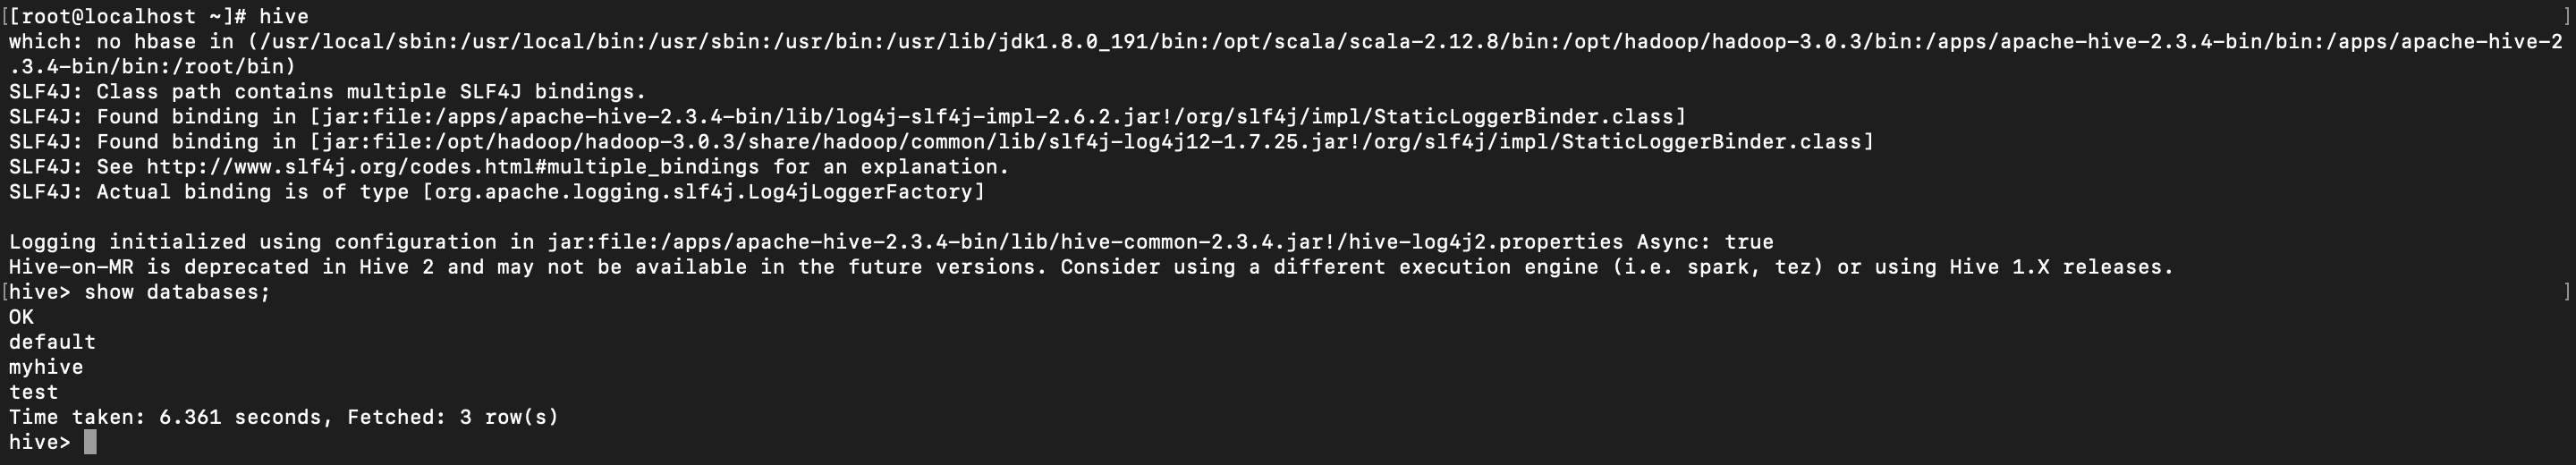 [[root@localhost ~]# hive ]
which: no hbase in (/usr/local/sbin:/usr/local/bin:/usr/sbin:/usr/bin:/usr/lib/jdk1.8.0_191/bin:/opt/scala/scala-2.12.8/bin:/opt/hadoop/hadoop-3.0.3/bin:/apps/apache-hive-2.3.4-bin/bin:/apps/apache-hive-2
.3.4-bin/bin:/root/bin)
SLF4J: Class path contains multiple SLF4J bindings.
SLF4J: Found binding in [jar:file:/apps/apache-hive-2.3.4-bin/lib/log4j-slf4j-impl-2.6.2.jar!/org/slf4j/impl/StaticLoggerBinder.class]
SLF4J: Found binding in [jar:file:/opt/hadoop/hadoop-3.0.3/share/hadoop/common/lib/slf4j-log4j12-1.7.25.jar!/org/slf4j/impl/StaticLoggerBinder.class]
SLF4J: See http://www.slf4j.org/codes.html#multiple_bindings for an explanation.
SLF4J: Actual binding is of type [org.apache.logging.slf4j.Log4jLoggerFactory]
Logging initialized using configuration in jar:file:/apps/apache-hive-2.3.4-bin/lib/hive-common-2.3.4.jar!/hive-log4j2.properties Async: true
Hive-on-MR is deprecated in Hive 2 and may not be available in the future versions. Consider using a different execution engine (i.e. spark, tez) or using Hive 1.X releases.
[hive> show databases; ]
OK
default
myhive
test
Time taken: 6.361 seconds, Fetched: 3 row(s)
hive>